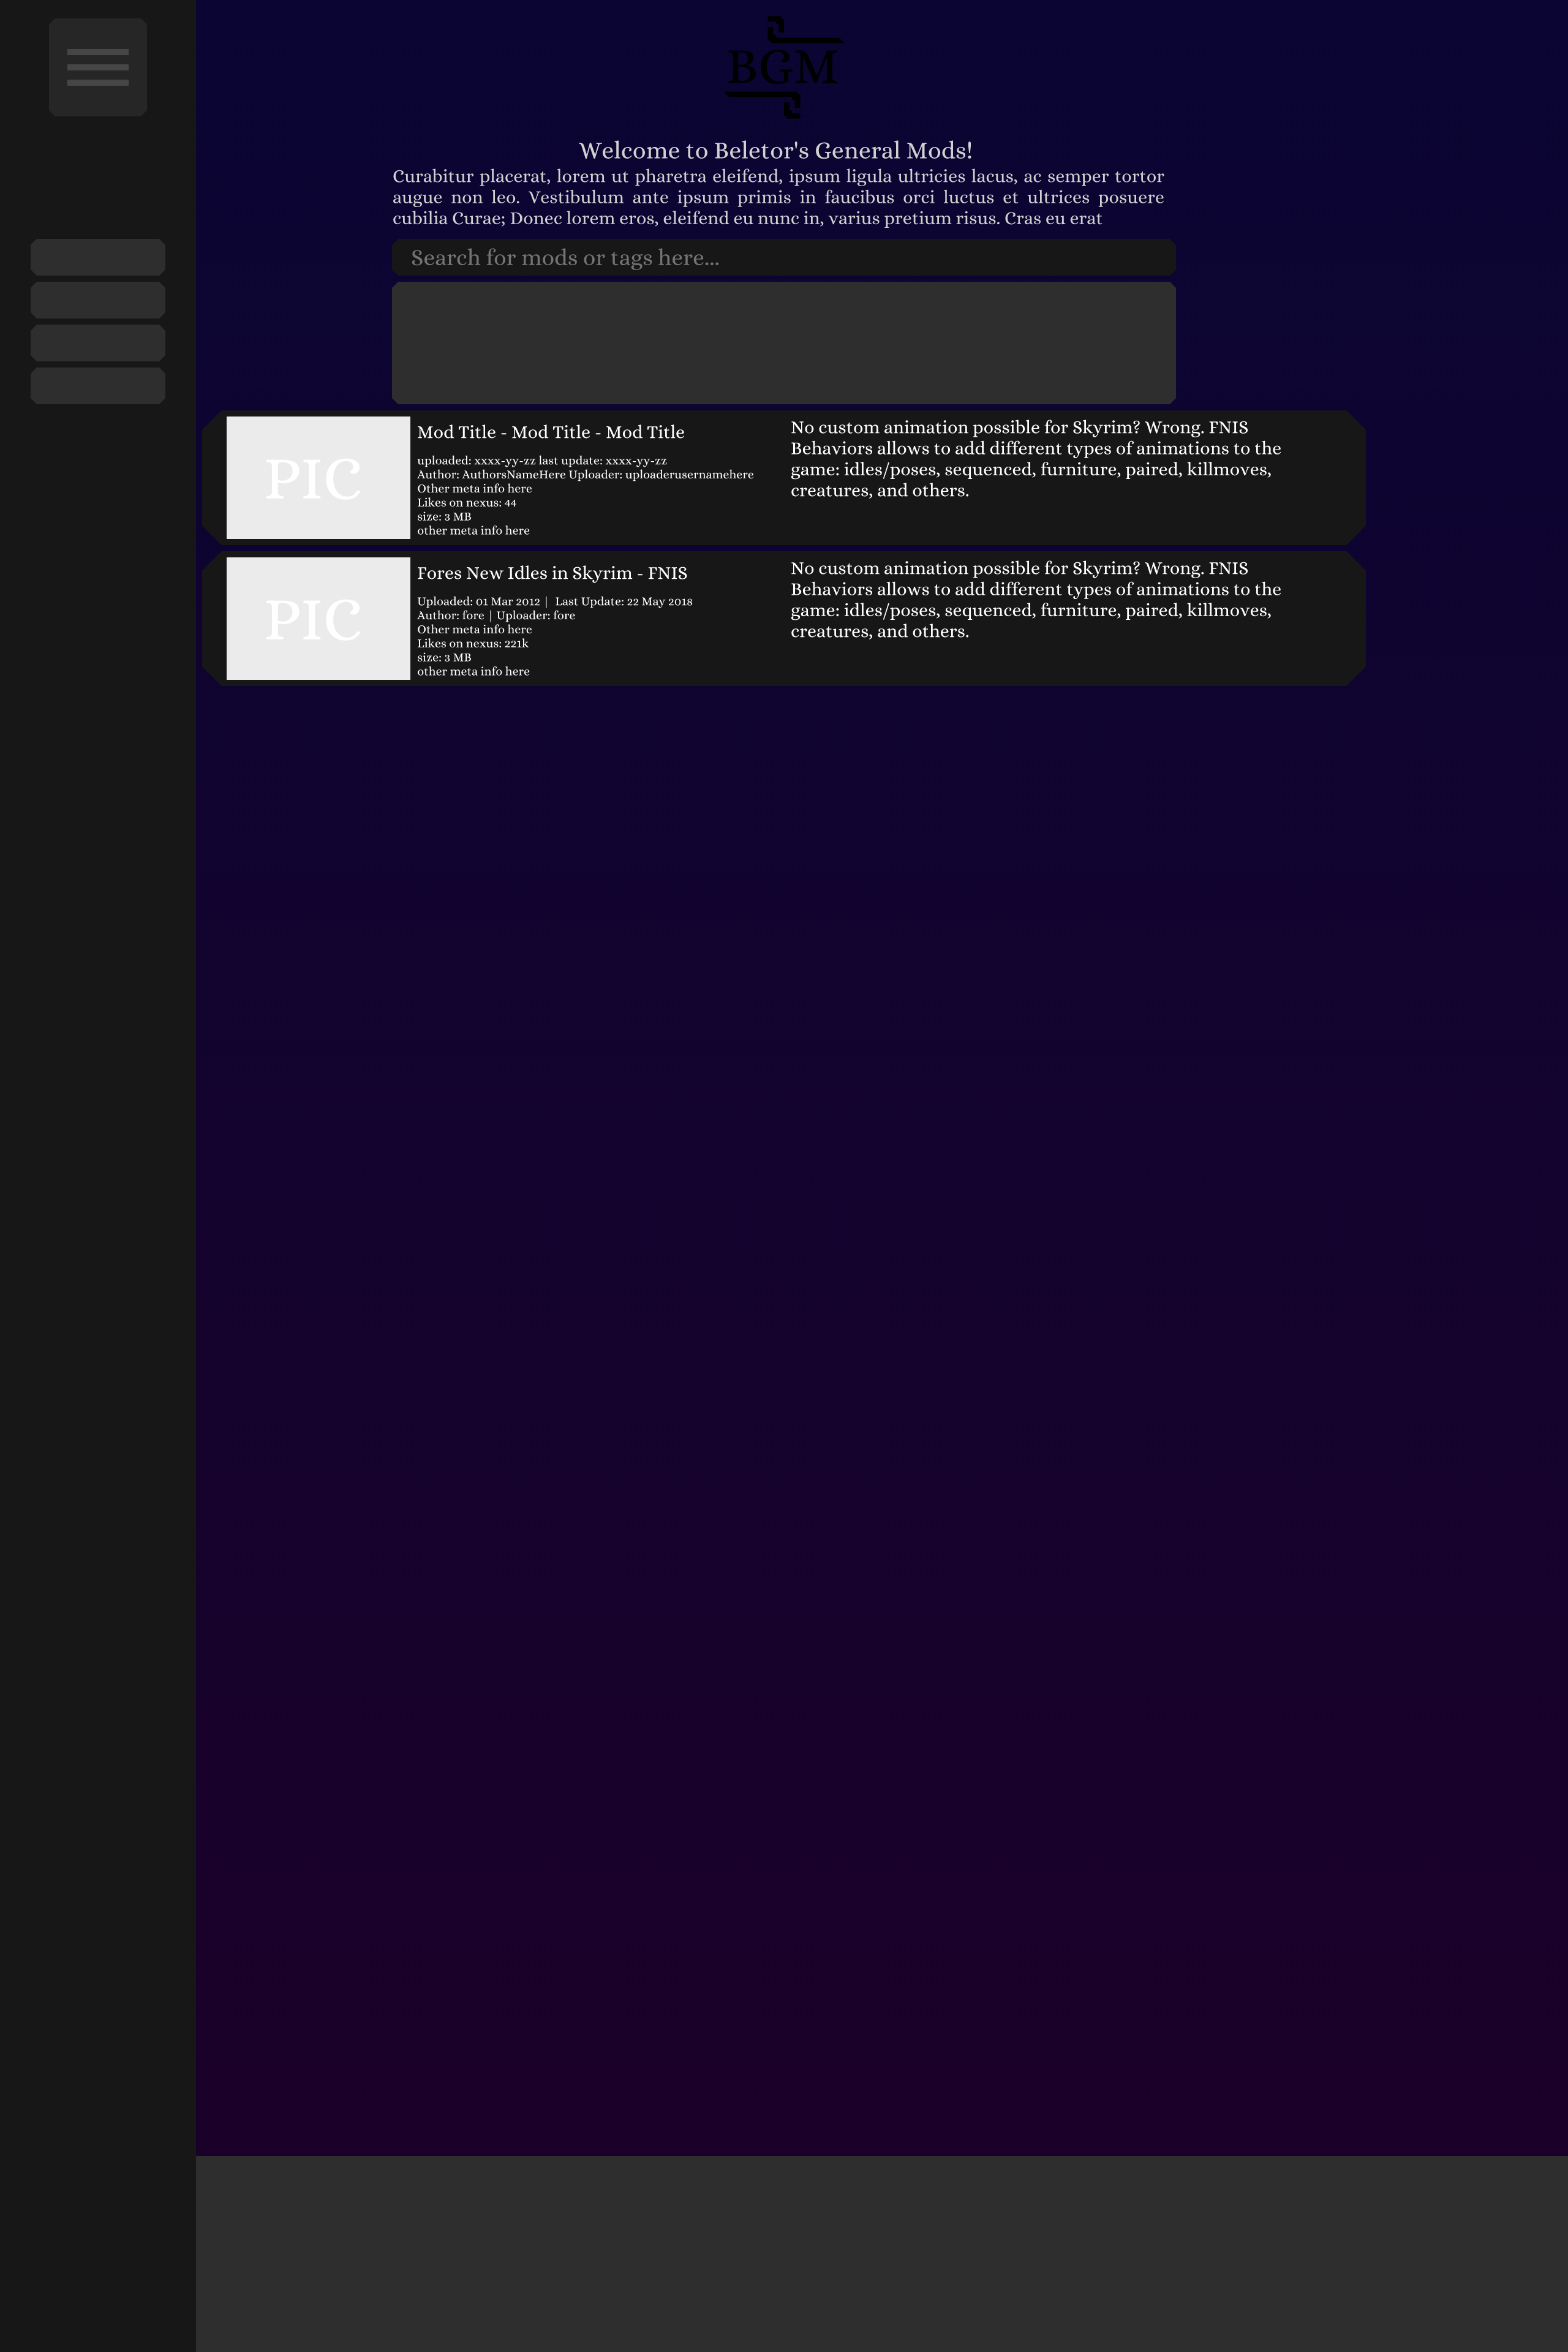 BGM
Welcome to Beletor's General Mods!
Curabitur placerat, lorem ut pharetra eleifend, ipsum ligula ultricies lacus, ac semper tortor
augue non leo. Vestibulum ante ipsum primis in faucibus orci luctus et ultrices posuere
cubilia Curae; Donec lorem eros, eleifend eu nunc in, varius pretium risus. Cras eu erat
Search for mods or tags here...
PIC
Mod Title - Mod Title - Mod Title
uploaded: xxxx-yy-zz last update: xxxx-yy-zz
Author: AuthorsNameHere Uploader: uploaderusernamehere
Other meta info here
Likes on nexus: 44
size: 3 MB
other meta info here
No custom animation possible for Skyrim? Wrong. FNIS
Behaviors allows to add different types of animations to the
game: idles/poses, sequenced, furniture, paired, killmoves,
creatures, and others.
PIC
Fores New Idles in Skyrim - FNIS
Uploaded: 01 Mar 2012 | Last Update: 22 May 2018
Author: fore | Uploader: fore
Other meta info here
Likes on nexus: 221k
size: 3 MB
other meta info here
No custom animation possible for Skyrim? Wrong. FNIS
Behaviors allows to add different types of animations to the
game: idles/poses, sequenced, furniture, paired, killmoves,
creatures, and others.